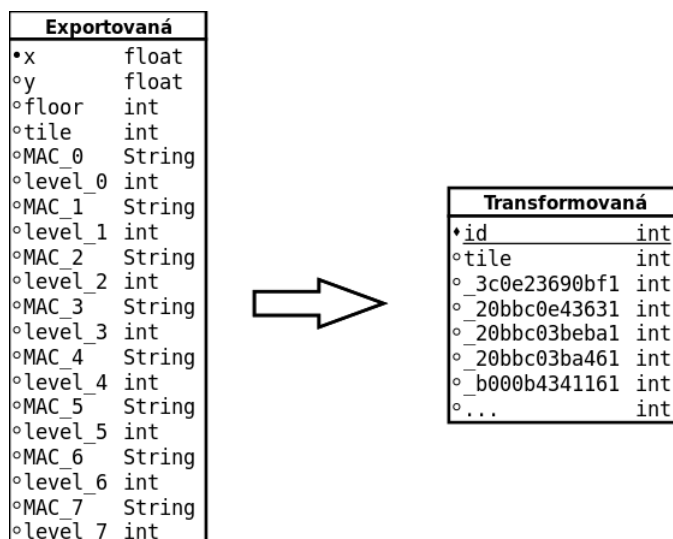 Exportovaná
x float
y float
floor int
tile int
MAC_0 String
level_0 int
MAC_1 String
level_1 int
MAC_2 String
level_2 int
MAC_3 String
level_3 int
MAC_4 String
level_4 int
MAC_5 String
level_5 int
MAC_6 String
level_6 int
MAC_7 String
level_7 int
Transformovaná
id int
tile int
_3c0e23690bf1 int
_20bbc0e43631 int
_20bbc03beba1 int
_20bbc03ba461 int
_b000b4341161 int
... int